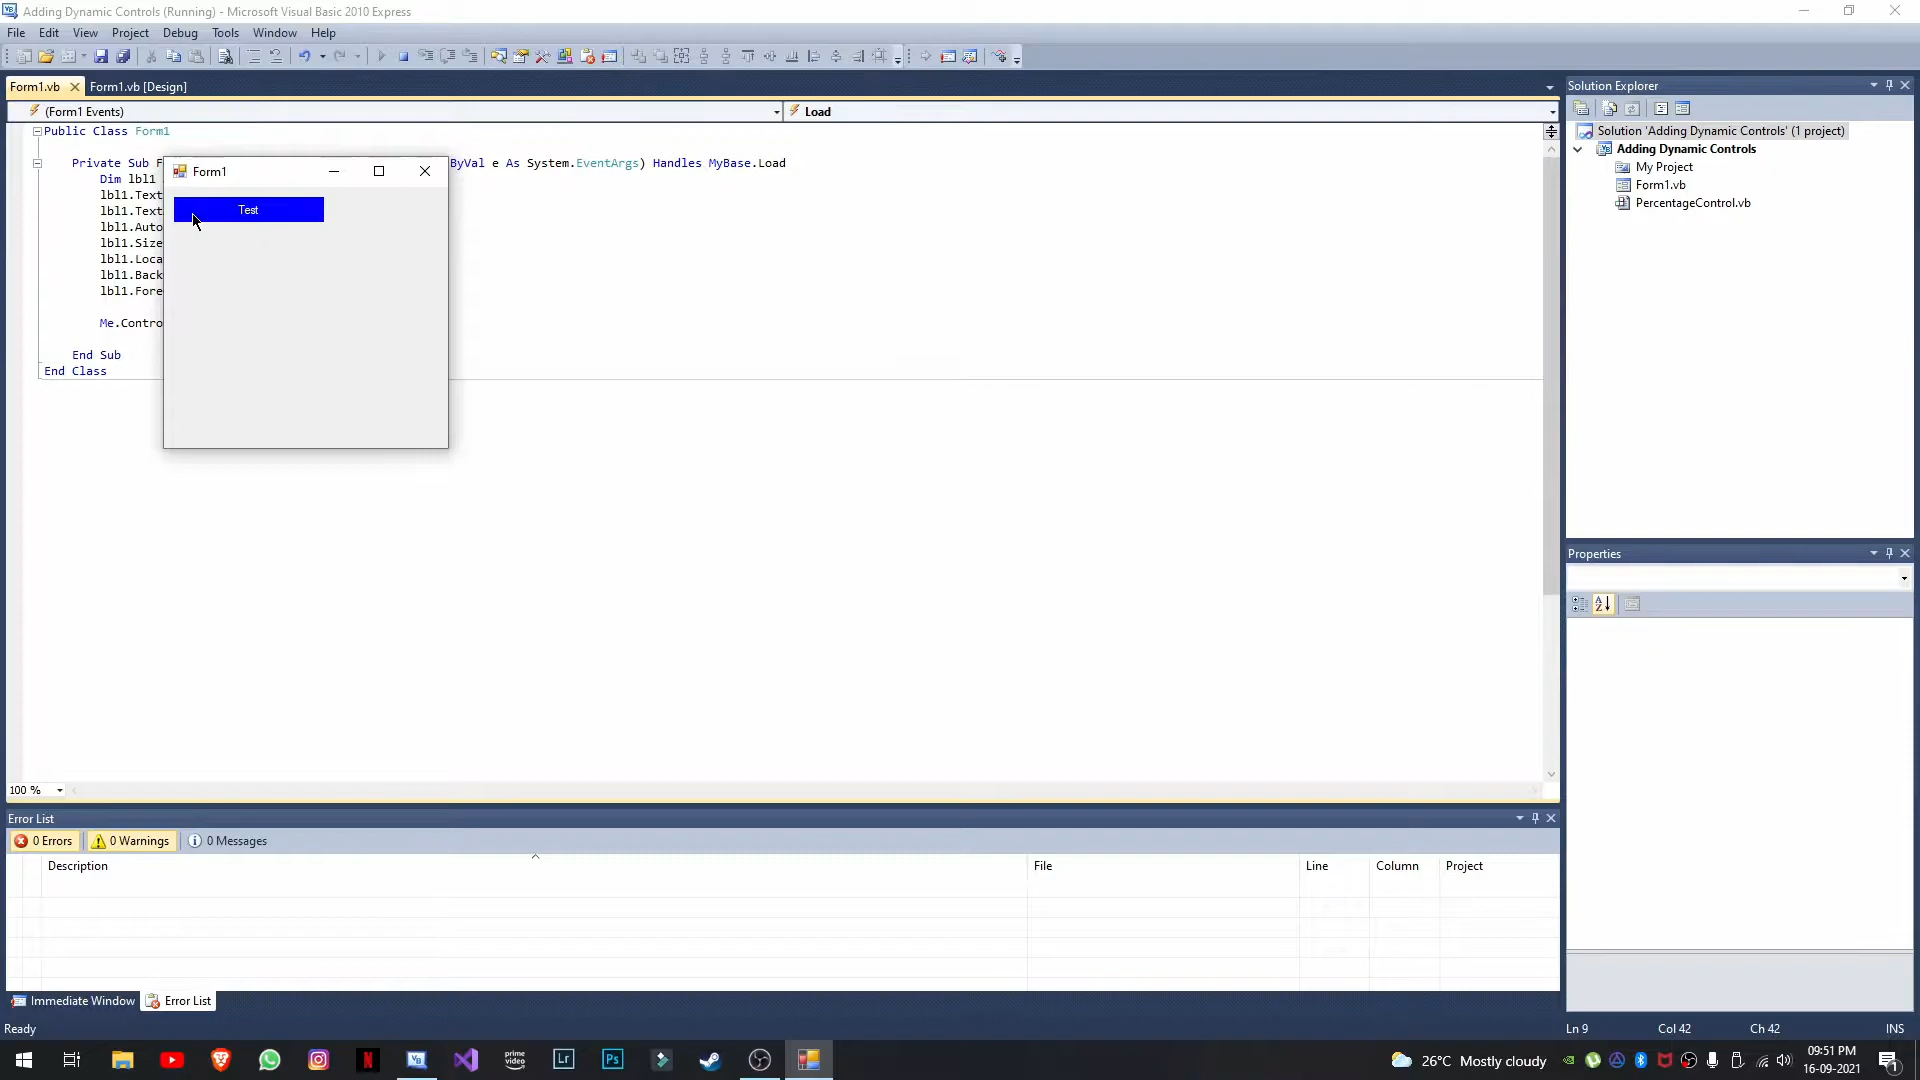 Adding Dynamic Controls (Running) - Microsoft Visual Basic 2010 Express
File Edit View Project Debug Tools Window Help
Form1.vb Form1.vb [Design]
(Form1 Events) Load
Public Class Form1
Private Sub F ByVal e As System.EventArgs) Handles MyBase.Load
Dim lbl1
lbl1.Text
lbl1.Text
lbl1.Auto
lbl1.Size
lbl1.Loca
lbl1.Back
lbl1.Fore
Me.Contro
End Sub
End Class
Form1
Test
Solution Explorer
Solution 'Adding Dynamic Controls' (1 project)
Adding Dynamic Controls
My Project
Form1.vb
PercentageControl.vb
Properties
100 %
Error List
0 Errors 0 Warnings 0 Messages
Description File Line Column Project
Immediate Window Error List
Ready Ln 9 Col 42 Ch 42 INS
prime video Lr Ps 26°C Mostly cloudy 09:51 PM
16-09-2021